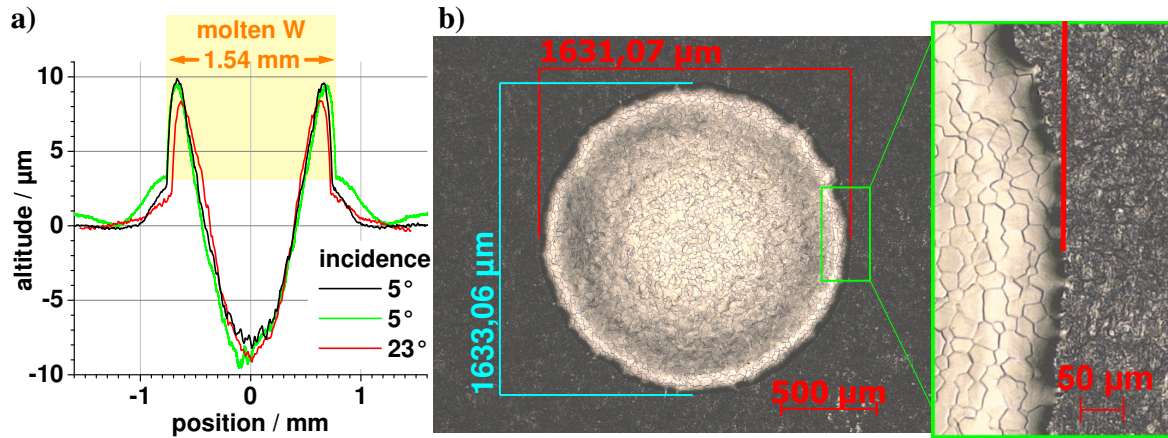 a)
molten W
1.54 mm
10
5
0
-5
-10
altitude / µm
incidence
5°
5°
23°
-1
0
1
position / mm
b)
1631,07 µm
1633,06 µm
500 µm
50 µm